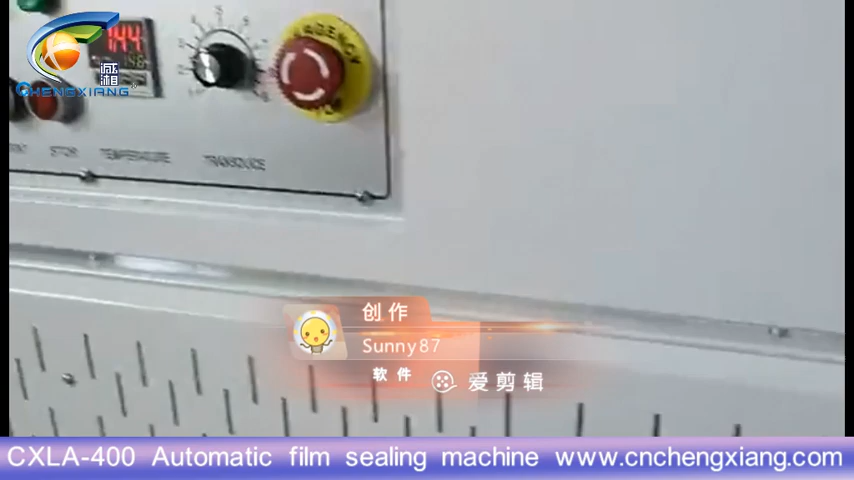 144
诚
湘
CHENGXIANG®
STOP
TEMPERATURE
TRANSDUCE
创作
Sunny87
软件
爱剪辑
CXLA-400 Automatic film sealing machine www.cnchengxiang.com